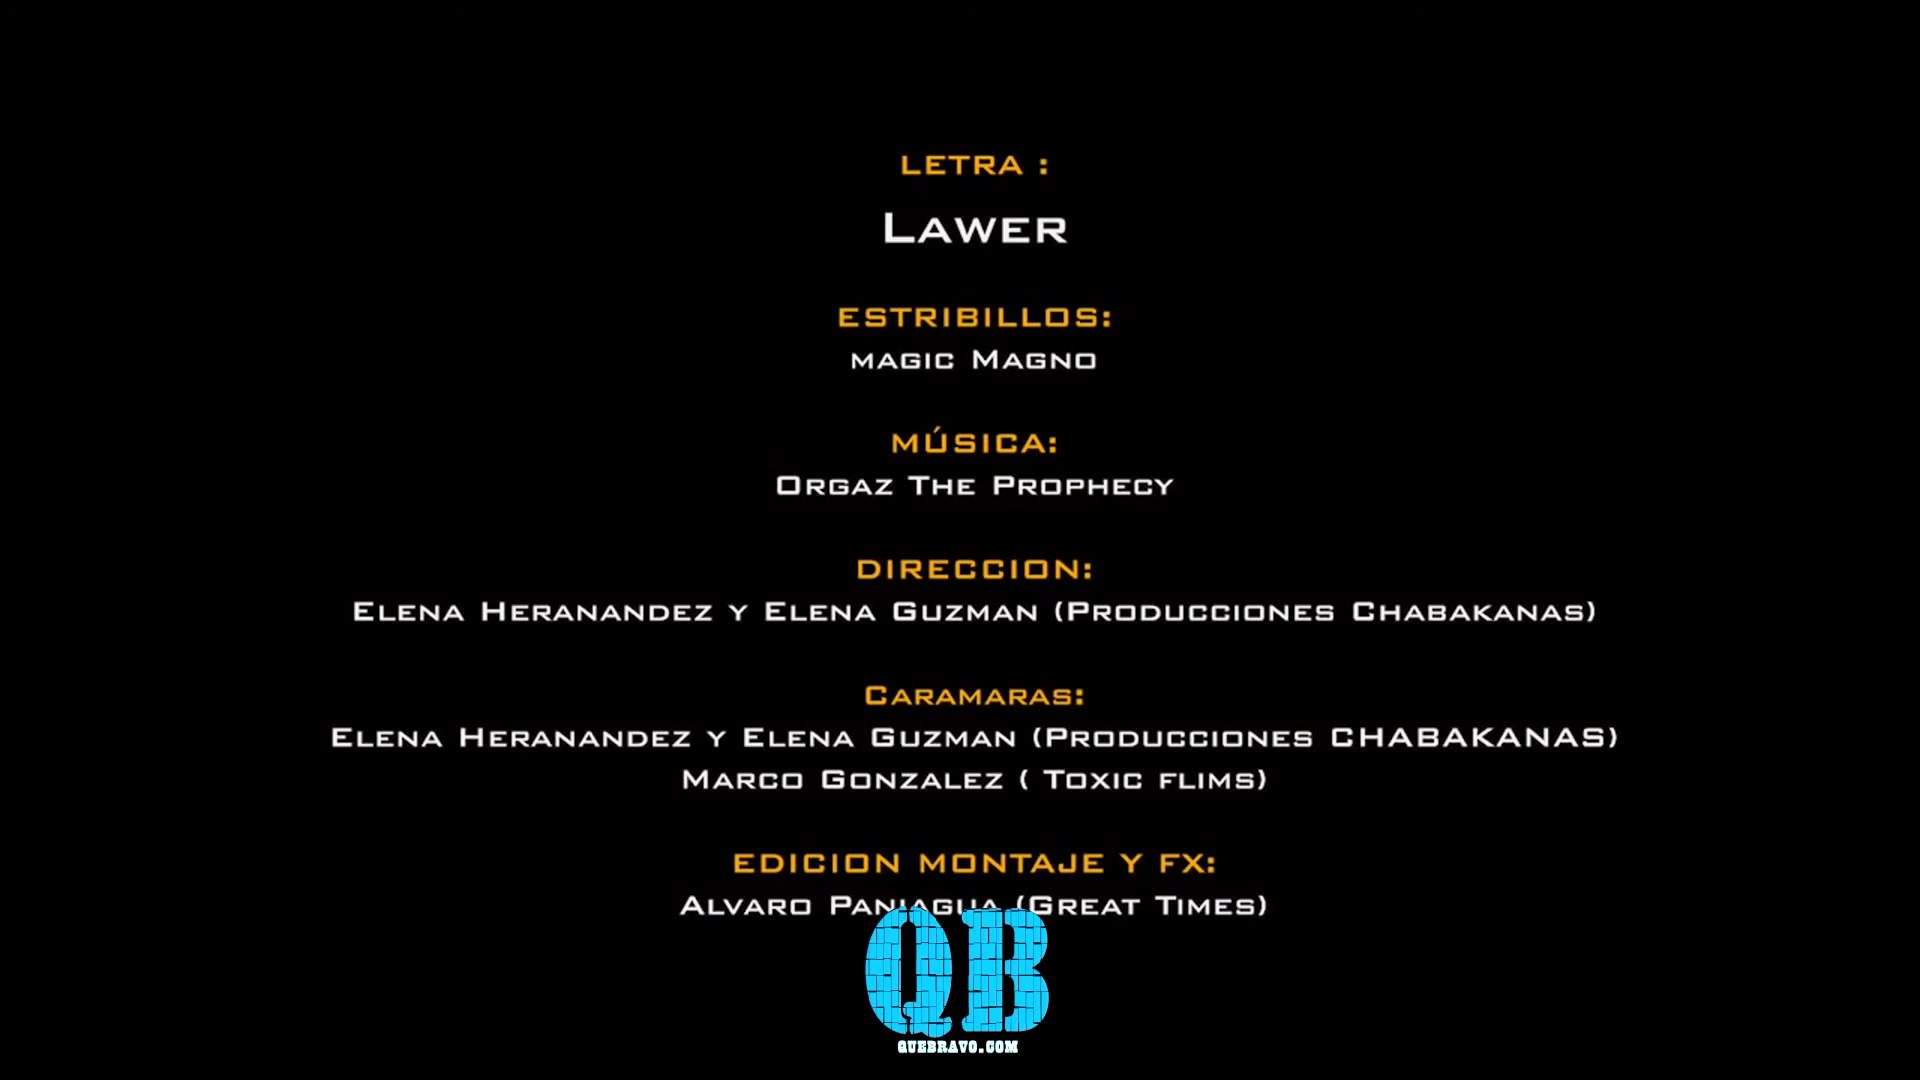 LETRA :
LAWER
ESTRIBILLOS:
MAGIC MAGNO
MÚSICA:
ORGAZ THE PROPHECY
DIRECCION:
ELENA HERANANDEZ Y ELENA GUZMAN (PRODUCCIONES CHABAKANAS)
CARAMARAS:
ELENA HERANANDEZ Y ELENA GUZMAN (PRODUCCIONES CHABAKANAS)
MARCO GONZALEZ ( TOXIC FLIMS)
EDICION MONTAJE Y FX:
ALVARO PANIAGUA (GREAT TIMES)
QB
QUEBRAVO.COM